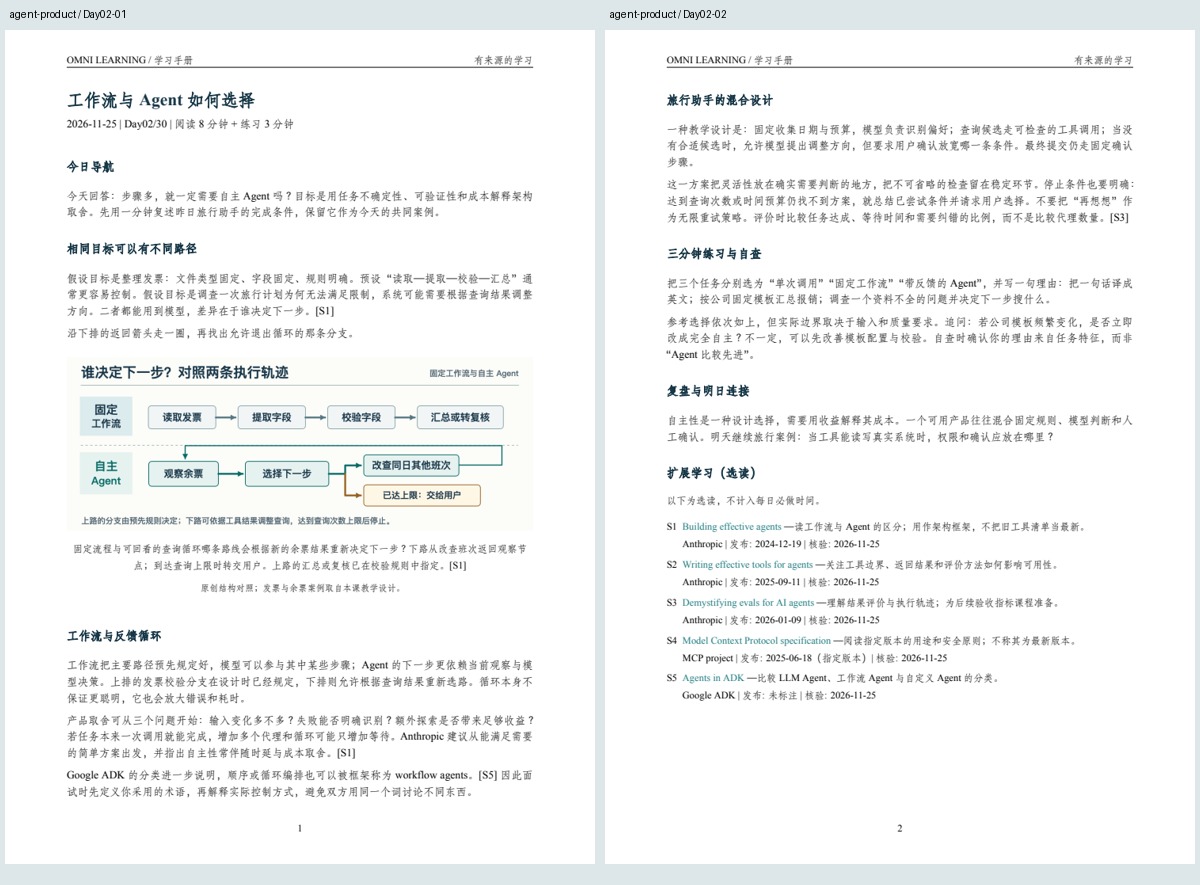 agent-product / Day02-01
OMNI LEARNING / 学习手册
有来源的学习
工作流与 Agent 如何选择
2026-11-25 | Day02/30 | 阅读 8 分钟 + 练习 3 分钟
今日导航
今天回答：步骤多，就一定需要自主 Agent 吗？目标是用任务不确定性、可验证性和成本解释架构
取舍。先用一分钟复述昨日旅行助手的完成条件，保留它作为今天的共同案例。
相同目标可以有不同路径
假设目标是整理发票：文件类型固定、字段固定、规则明确。预设“读取—提取—校验—汇总”通
常更容易控制。假设目标是调查一次旅行计划为何无法满足限制，系统可能需要根据查询结果调整
方向。二者都能用到模型，差异在于谁决定下一步。[S1]
沿下排的返回箭头走一圈，再找出允许退出循环的那条分支。
谁决定下一步？对照两条执行轨迹
固定工作流与自主 Agent
固定
工作流
读取发票
提取字段
校验字段
汇总或转复核
自主
Agent
观察余票
选择下一步
改查同日其他班次
已达上限：交给用户
上路的分支由预先规则决定；下路可依据工具结果调整查询，达到查询次数上限后停止。
固定流程与可回看的查询循环哪条路线会根据新的余票结果重新决定下一步？下路从改查班次返回观察节
点；到达查询上限时转交用户。上路的汇总或复核已在校验规则中指定。[S1]
原创结构对照；发票与余票案例取自本课教学设计。
工作流与反馈循环
工作流把主要路径预先规定好，模型可以参与其中某些步骤；Agent 的下一步更依赖当前观察与模
型决策。上排的发票校验分支在设计时已经规定，下排则允许根据查询结果重新选路。循环本身不
保证更聪明，它也会放大错误和耗时。
产品取舍可从三个问题开始：输入变化多不多？失败能否明确识别？额外探索是否带来足够收益？
若任务本来一次调用就能完成，增加多个代理和循环可能只增加等待。Anthropic 建议从能满足需要
的简单方案出发，并指出自主性常伴随时延与成本取舍。[S1]
Google ADK 的分类进一步说明，顺序或循环编排也可以被框架称为 workflow agents。[S5] 因此面
试时先定义你采用的术语，再解释实际控制方式，避免双方用同一个词讨论不同东西。
1
agent-product / Day02-02
OMNI LEARNING / 学习手册
有来源的学习
旅行助手的混合设计
一种教学设计是：固定收集日期与预算，模型负责识别偏好；查询候选走可检查的工具调用；当没
有合适候选时，允许模型提出调整方向，但要求用户确认放宽哪一条条件。最终提交仍走固定确认
步骤。
这一方案把灵活性放在确实需要判断的地方，把不可省略的检查留在稳定环节。停止条件也要明确：
达到查询次数或时间预算仍找不到方案，就总结已尝试条件并请求用户选择。不要把“再想想”作
为无限重试策略。评价时比较任务达成、等待时间和需要纠错的比例，而不是比较代理数量。[S3]
三分钟练习与自查
把三个任务分别选为“单次调用”“固定工作流”“带反馈的 Agent”，并写一句理由：把一句话译成
英文；按公司固定模板汇总报销；调查一个资料不全的问题并决定下一步搜什么。
参考选择依次如上，但实际边界取决于输入和质量要求。追问：若公司模板频繁变化，是否立即
改成完全自主？不一定，可以先改善模板配置与校验。自查时确认你的理由来自任务特征，而非
“Agent 比较先进”。
复盘与明日连接
自主性是一种设计选择，需要用收益解释其成本。一个可用产品往往混合固定规则、模型判断和人
工确认。明天继续旅行案例：当工具能读写真实系统时，权限和确认应放在哪里？
扩展学习（选读）
以下为选读，不计入每日必做时间。
S1 Building effective agents —读工作流与 Agent 的区分；用作架构框架，不把旧工具清单当最新。
Anthropic | 发布: 2024-12-19 | 核验: 2026-11-25
S2 Writing effective tools for agents —关注工具边界、返回结果和评价方法如何影响可用性。
Anthropic | 发布: 2025-09-11 | 核验: 2026-11-25
S3 Demystifying evals for AI agents —理解结果评价与执行轨迹；为后续验收指标课程准备。
Anthropic | 发布: 2026-01-09 | 核验: 2026-11-25
S4 Model Context Protocol specification —阅读指定版本的用途和安全原则；不称其为最新版本。
MCP project | 发布: 2025-06-18（指定版本）| 核验: 2026-11-25
S5 Agents in ADK —比较 LLM Agent、工作流 Agent 与自定义 Agent 的分类。
Google ADK | 发布: 未标注 | 核验: 2026-11-25
2